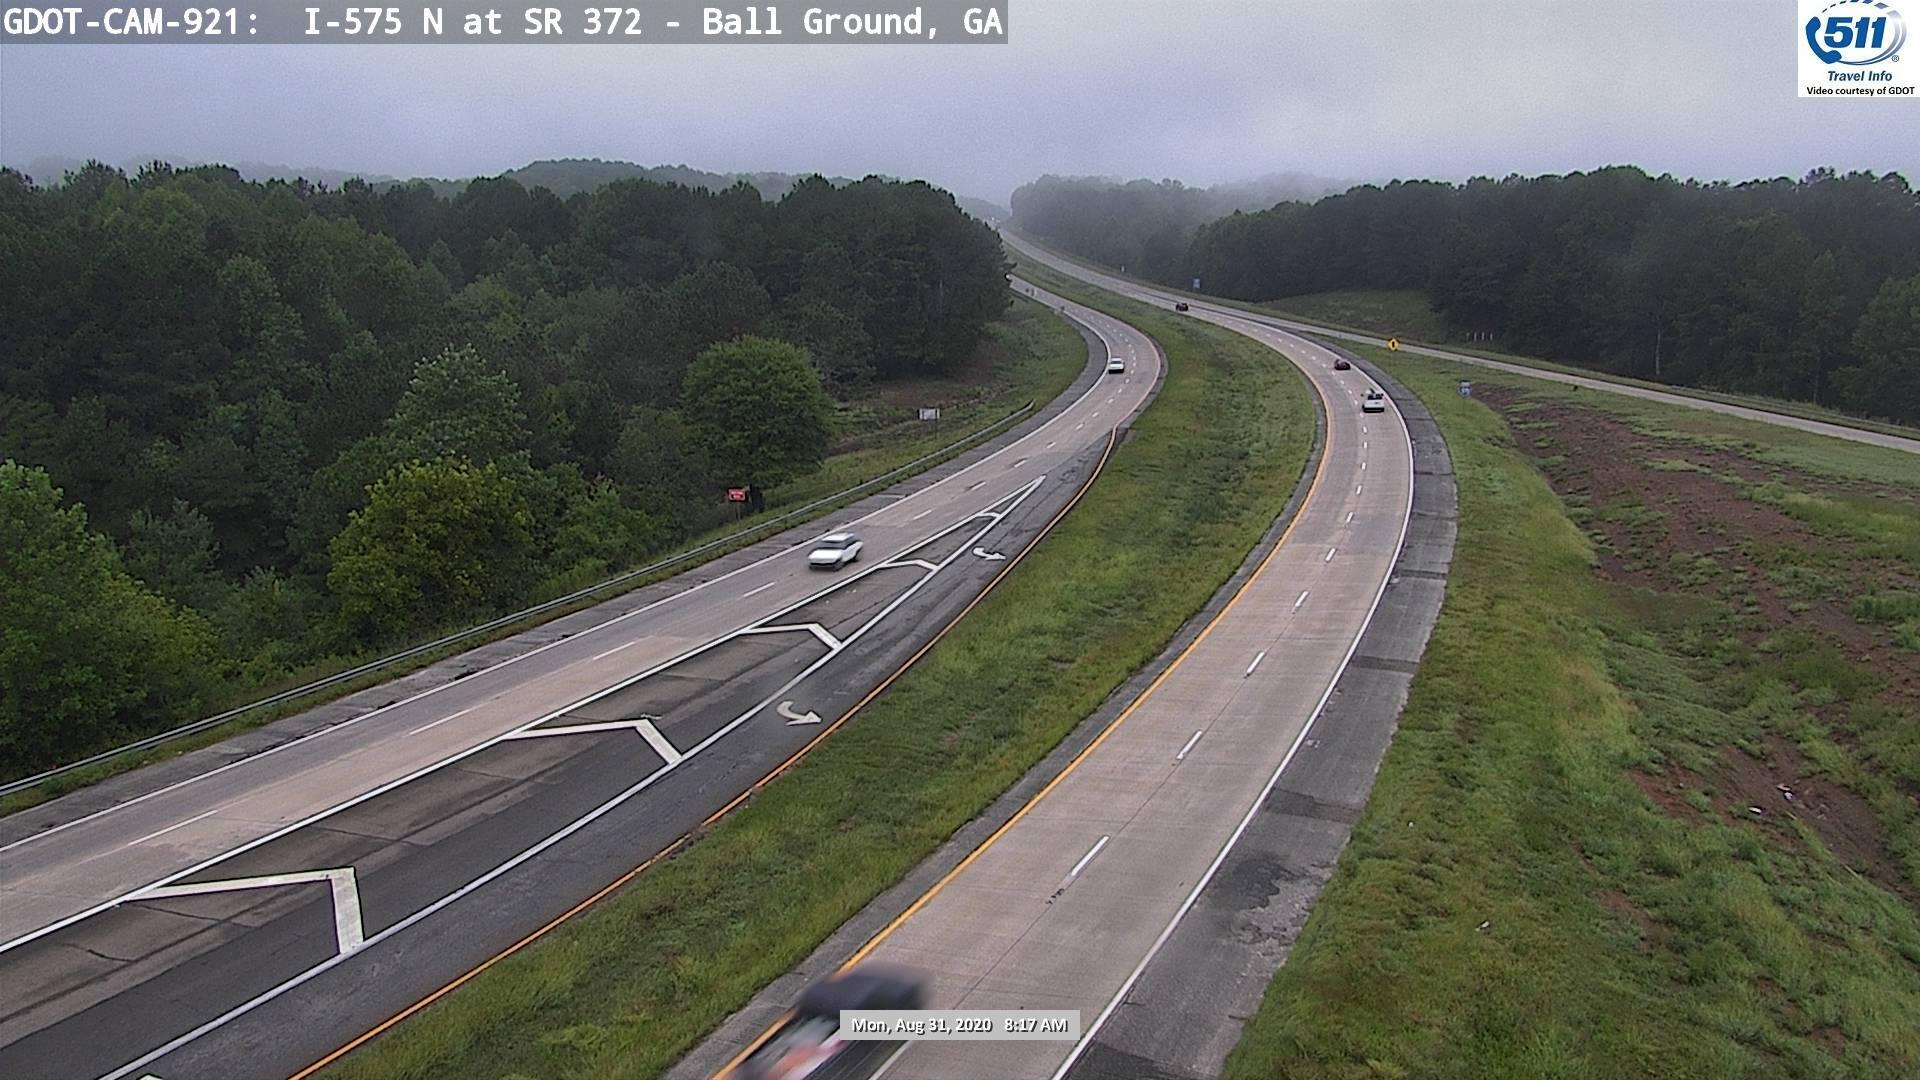 GDOT-CAM-921: I-575 N at SR 372 - Ball Ground, GA
511
Travel Info
Video courtesy of GDOT
Mon, Aug 31, 2020 8:17 AM